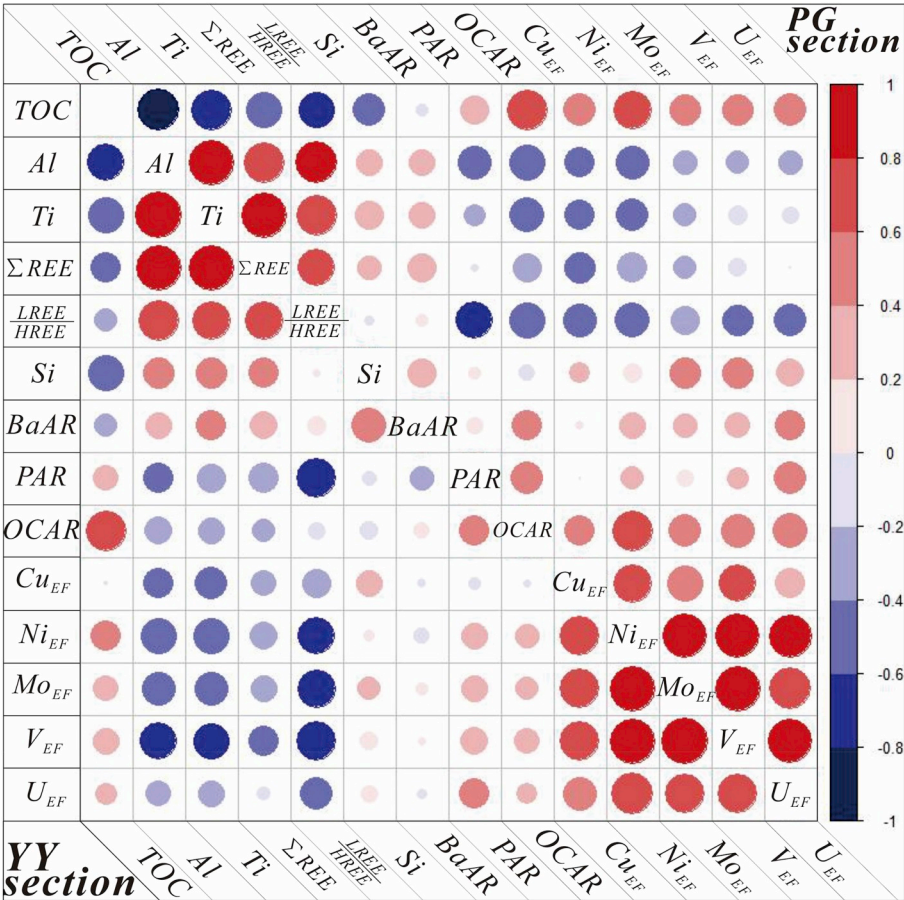 TOC Al Ti ΣREE LREE/HREE Si BaAR PAR OCAR Cu_EF Ni_EF Mo_EF V_EF U_EF
PG
section
TOC
Al Al
Ti Ti
ΣREE ΣREE
LREE/HREE LREE/HREE
Si Si
BaAR BaAR
PAR PAR
OCAR OCAR
Cu_EF Cu_EF
Ni_EF Ni_EF
Mo_EF Mo_EF
V_EF V_EF
U_EF U_EF
1
0.8
0.6
0.4
0.2
0
-0.2
-0.4
-0.6
-0.8
-1
YY
section
TOC Al Ti ΣREE LREE/HREE Si BaAR PAR OCAR Cu_EF Ni_EF Mo_EF V_EF U_EF